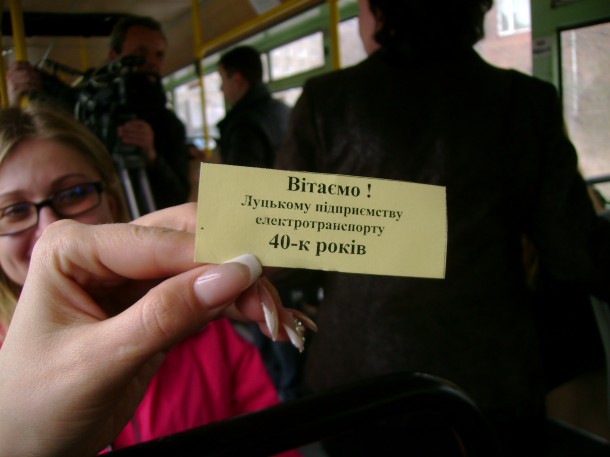 Вітаємо !
Луцькому підприємству
електротранспорту
40-к років